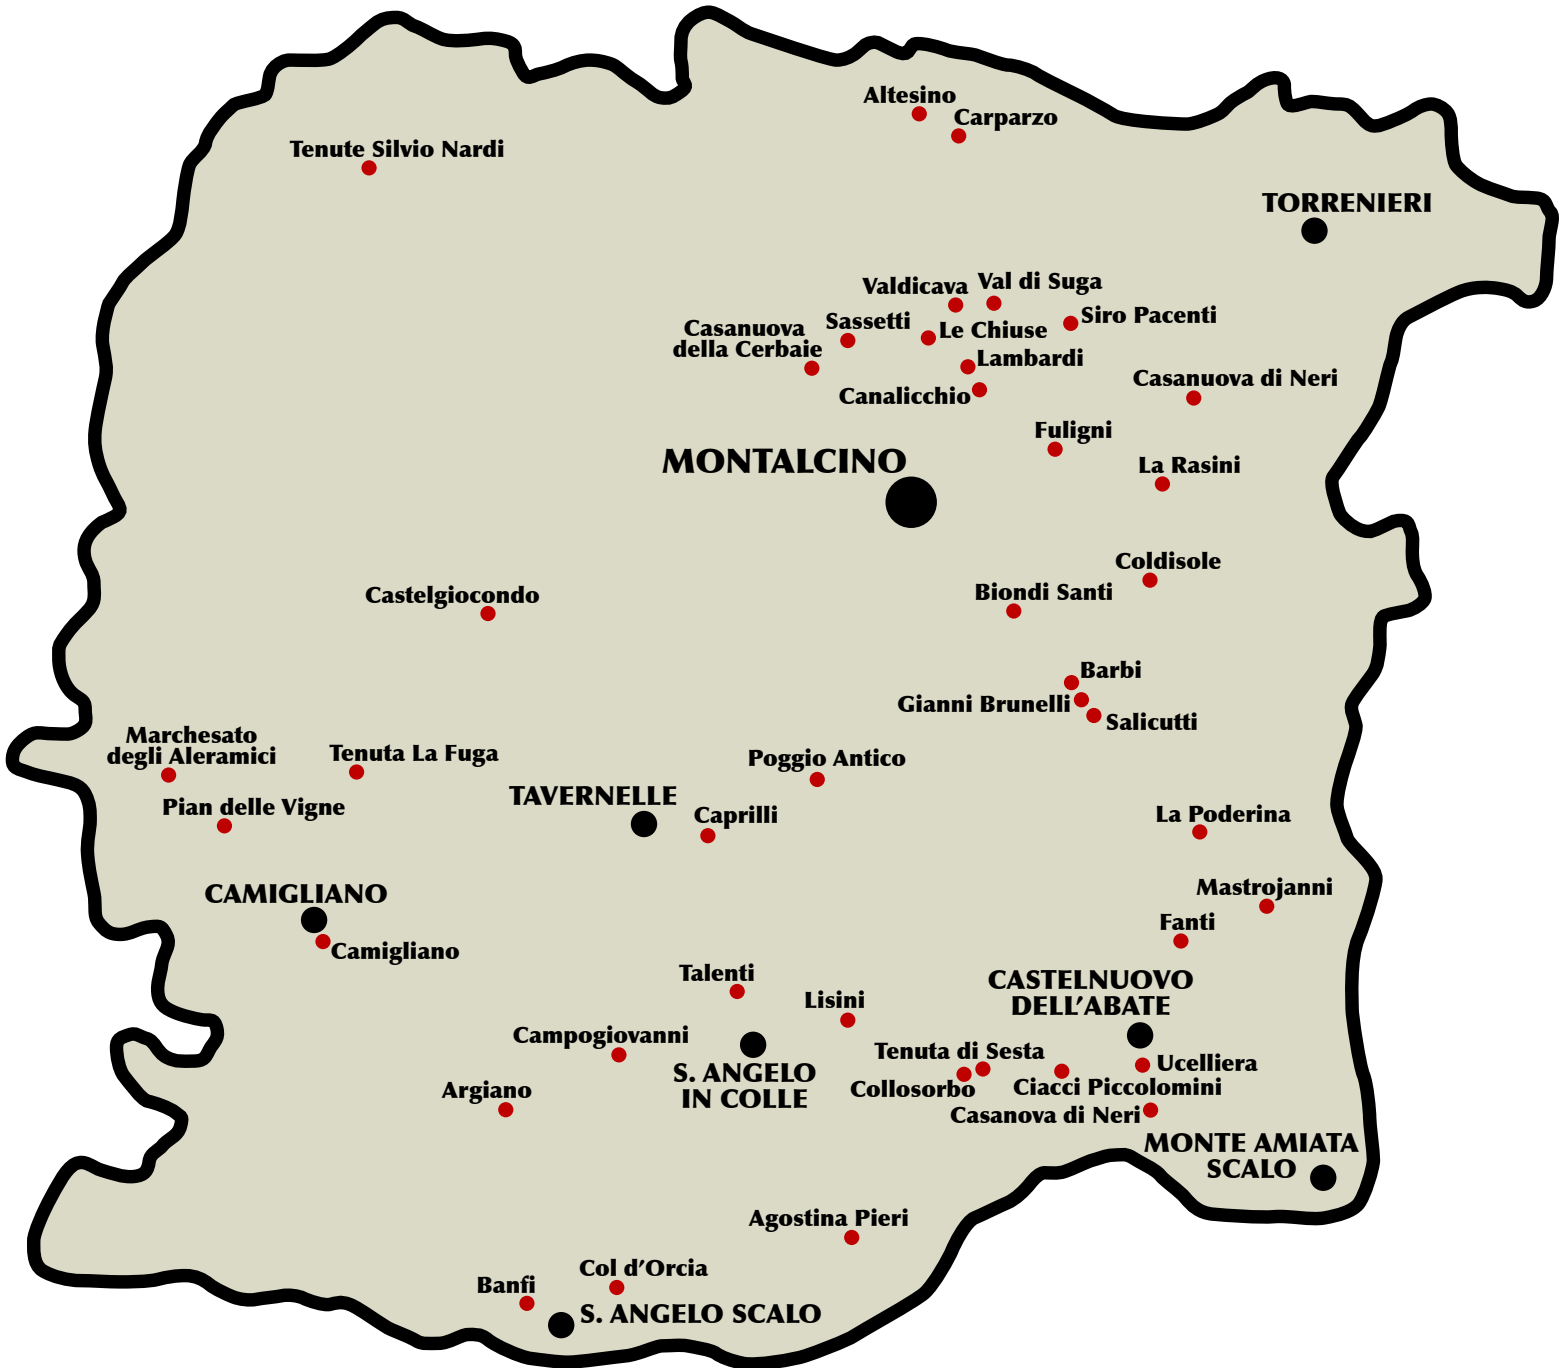 Altesino
Carparzo
Tenute Silvio Nardi
TORRENIERI
Valdicava
Val di Suga
Siro Pacenti
Sassetti
Casanuova
della Cerbaie
Le Chiuse
Lambardi
Canalicchio
Casanuova di Neri
Fuligni
MONTALCINO
La Rasini
Coldisole
Biondi Santi
Castelgiocondo
Barbi
Gianni Brunelli
Salicutti
Marchesato
degli Aleramici
Tenuta La Fuga
Poggio Antico
Pian delle Vigne
TAVERNELLE
Caprilli
La Poderina
CAMIGLIANO
Mastrojanni
Fanti
Camigliano
Talenti
CASTELNUOVO
DELL’ABATE
Lisini
Campogiovanni
Tenuta di Sesta
Ucelliera
S. ANGELO
IN COLLE
Argiano
Collosorbo
Ciacci Piccolomini
Casanova di Neri
MONTE AMIATA
SCALO
Agostina Pieri
Col d’Orcia
Banfi
S. ANGELO SCALO